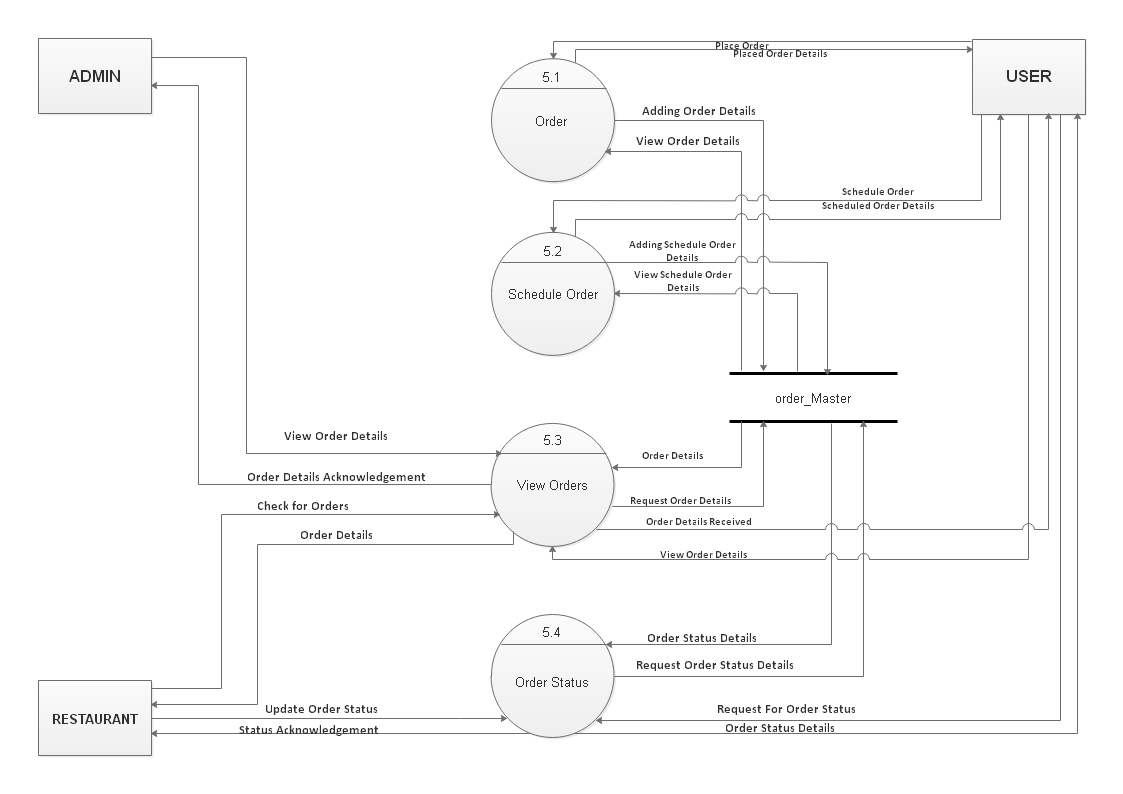 ADMIN
USER
Place Order
Placed Order Details
5.1
Order
Adding Order Details
View Order Details
Schedule Order
Scheduled Order Details
5.2
Schedule Order
Adding Schedule Order
Details
View Schedule Order
Details
order_Master
View Order Details
5.3
View Orders
Order Details
Order Details Acknowledgement
Request Order Details
Check for Orders
Order Details Received
Order Details
View Order Details
5.4
Order Status
Order Status Details
Request Order Status Details
RESTAURANT
Update Order Status
Request For Order Status
Status Acknowledgement
Order Status Details